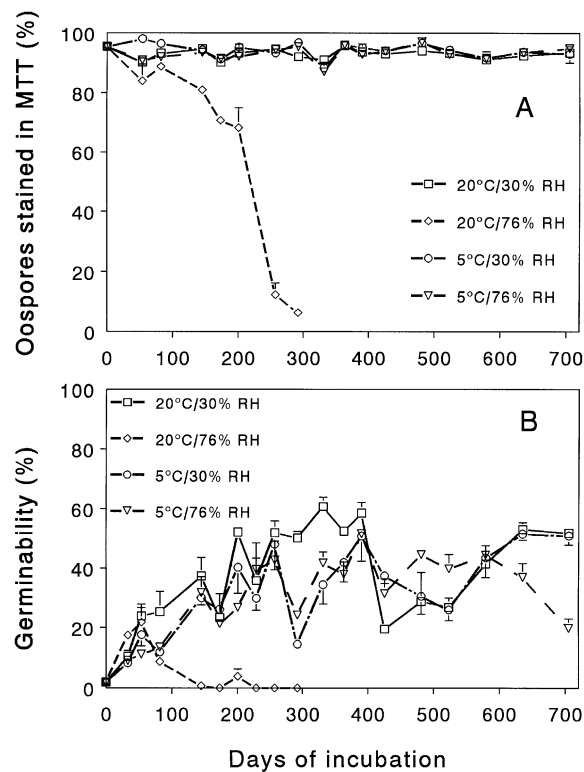 Oospores stained in MTT (%)
100
80
60
40
20
0
A
20°C/30% RH
20°C/76% RH
5°C/30% RH
5°C/76% RH
0 100 200 300 400 500 600 700
Germinability (%)
100
80
60
40
20
0
B
20°C/30% RH
20°C/76% RH
5°C/30% RH
5°C/76% RH
0 100 200 300 400 500 600 700
Days of incubation